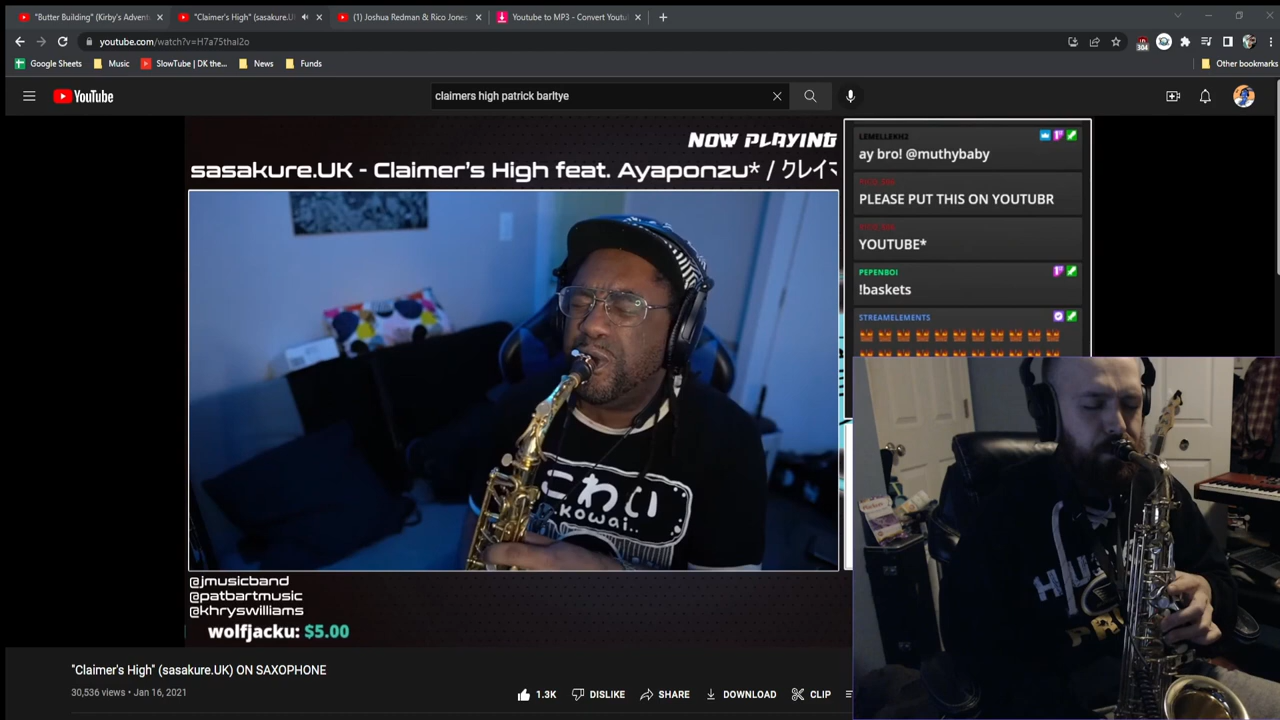 "Butter Building" (Kirby's Advent
"Claimer's High" (sasakure.U
(1) Joshua Redman & Rico Jones
Youtube to MP3 - Convert Youtu
youtube.com/watch?v=H7a75thaI2o
304
Google Sheets
Music
SlowTube | DK the...
News
Funds
Other bookmarks
YouTube
claimers high patrick barltye
NOW PLAYING
sasakure.UK - Claimer's High feat. Ayaponzu* / クレイマ
LEMELLEKH2
ay bro! @muthybaby
PLEASE PUT THIS ON YOUTUBR
YOUTUBE*
PEPENBOI
!baskets
STREAMELEMENTS
こわい
kowai..
@jmusicband
@patbartmusic
@khryswilliams
wolfjacku: $5.00
"Claimer's High" (sasakure.UK) ON SAXOPHONE
30,536 views • Jan 16, 2021
1.3K
DISLIKE
SHARE
DOWNLOAD
CLIP